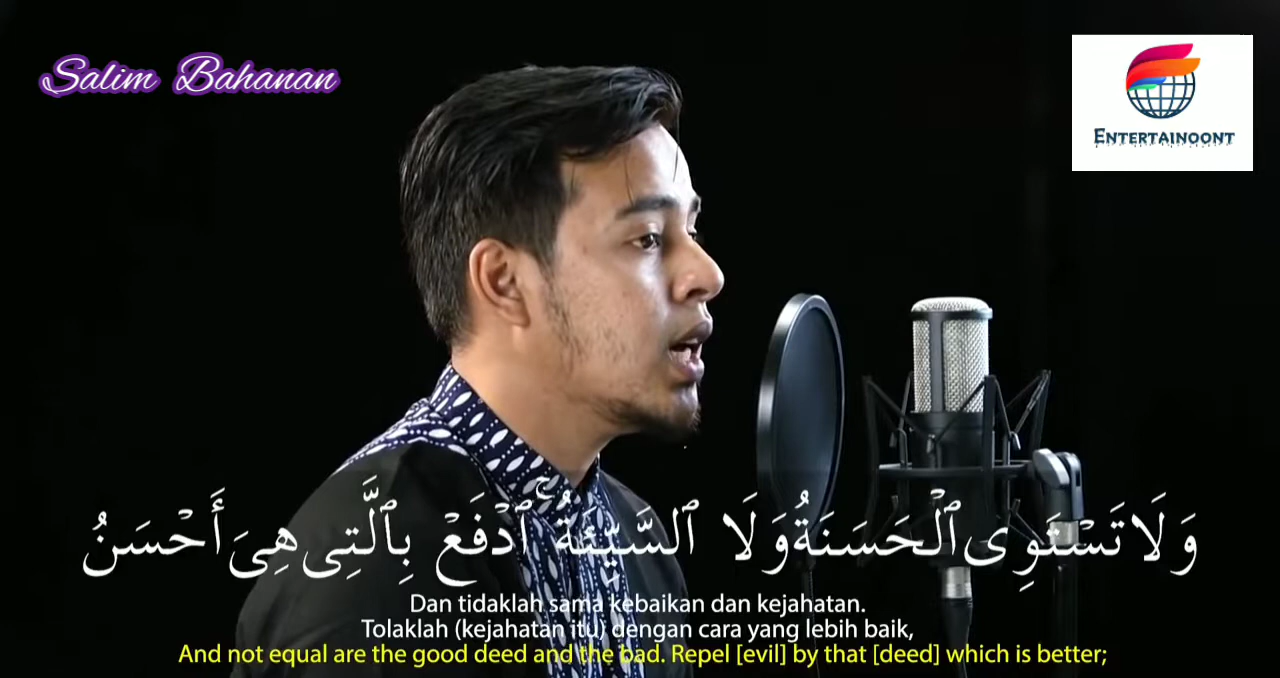 Salim Bahanan
ENTERTAINOONT
وَلَا تَسْتَوِى ٱلْحَسَنَةُ وَلَا ٱلسَّيِّئَةُ ۚ ٱدْفَعْ بِٱلَّتِى هِىَ أَحْسَنُ
Dan tidaklah sama kebaikan dan kejahatan.
Tolaklah (kejahatan itu) dengan cara yang lebih baik,
And not equal are the good deed and the bad. Repel [evil] by that [deed] which is better;